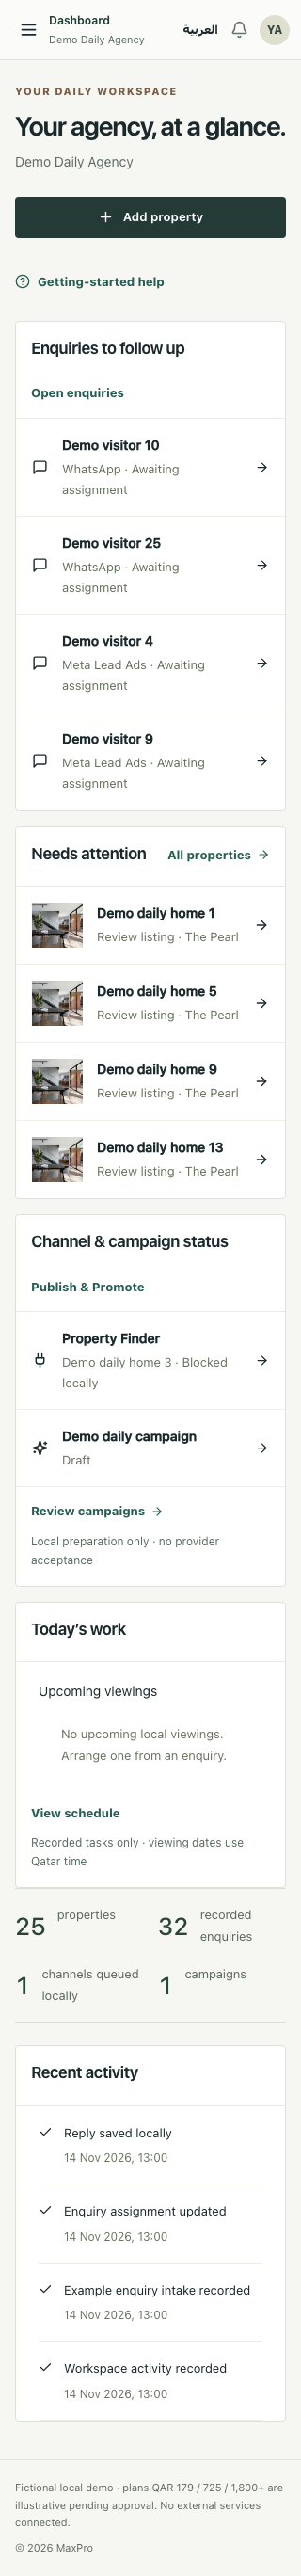 Dashboard
Demo Daily Agency
العربية
YA
YOUR DAILY WORKSPACE
Your agency, at a glance.
Demo Daily Agency
Add property
Getting-started help
Enquiries to follow up
Open enquiries
Demo visitor 10
WhatsApp · Awaiting
assignment
Demo visitor 25
WhatsApp · Awaiting
assignment
Demo visitor 4
Meta Lead Ads · Awaiting
assignment
Demo visitor 9
Meta Lead Ads · Awaiting
assignment
Needs attention
All properties
Demo daily home 1
Review listing · The Pearl
Demo daily home 5
Review listing · The Pearl
Demo daily home 9
Review listing · The Pearl
Demo daily home 13
Review listing · The Pearl
Channel & campaign status
Publish & Promote
Property Finder
Demo daily home 3 · Blocked
locally
Demo daily campaign
Draft
Review campaigns
Local preparation only · no provider
acceptance
Today’s work
Upcoming viewings
No upcoming local viewings.
Arrange one from an enquiry.
View schedule
Recorded tasks only · viewing dates use
Qatar time
25 properties
32 recorded
enquiries
1 channels queued
locally
1 campaigns
Recent activity
Reply saved locally
14 Nov 2026, 13:00
Enquiry assignment updated
14 Nov 2026, 13:00
Example enquiry intake recorded
14 Nov 2026, 13:00
Workspace activity recorded
14 Nov 2026, 13:00
Fictional local demo · plans QAR 179 / 725 / 1,800+ are
illustrative pending approval. No external services
connected.
© 2026 MaxPro